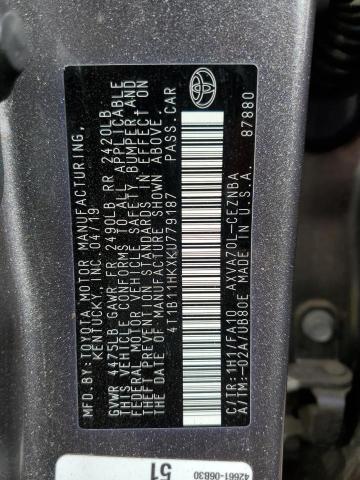 MFD.BY:TOYOTA MOTOR MANUFACTURING,
KENTUCKY, INC. 04/19
GVWR 4475LB GAWR FR 2490LB RR 2420LB
THIS VEHICLE CONFORMS TO ALL APPLICABLE
FEDERAL MOTOR VEHICLE SAFETY, BUMPER, AND
THEFT PREVENTION STANDARDS IN EFFECT ON
THE DATE OF MANUFACTURE SHOWN ABOVE.
4T1B11HKXKU779187 PASS.CAR
C/TR:1H1/FA10 AXVA70L-CEZNBA
A/TM:-02A/UB80E MADE IN U.S.A.
87880
42661-06B30
51